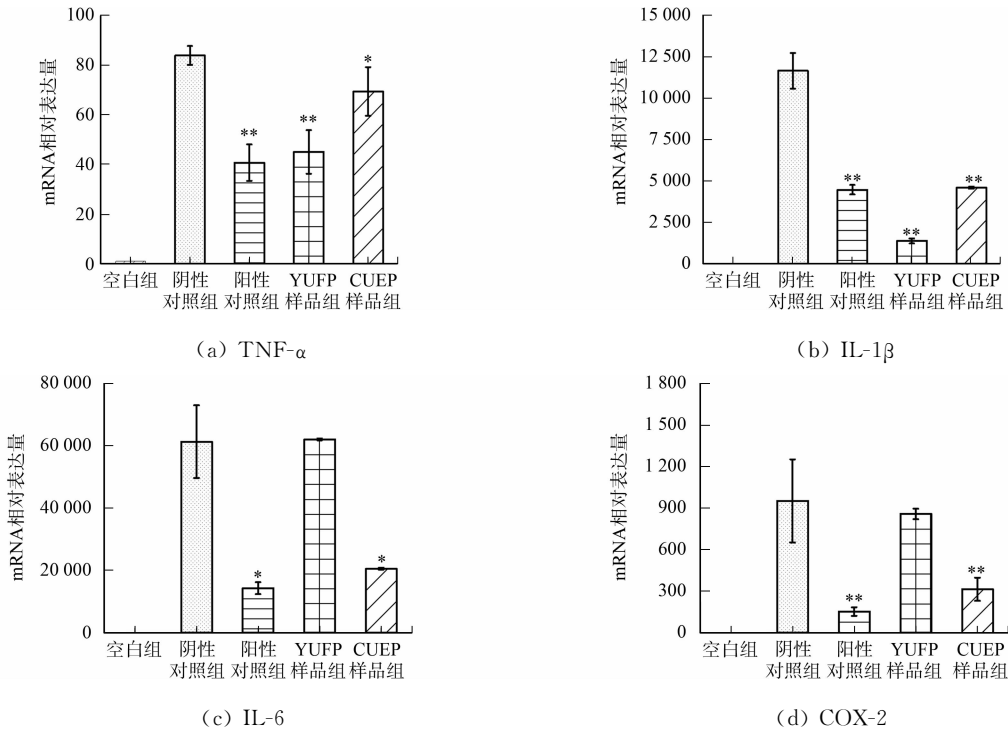 100
80
60
40
20
0
mRNA相对表达量
**
**
*
空白组
阴性
对照组
阳性
对照组
YUFP
样品组
CUEP
样品组
(a) TNF-α
15 000
12 500
10 000
7 500
5 000
2 500
0
mRNA相对表达量
**
**
**
空白组
阴性
对照组
阳性
对照组
YUFP
样品组
CUEP
样品组
(b) IL-1β
80 000
60 000
40 000
20 000
0
mRNA相对表达量
*
*
空白组
阴性
对照组
阳性
对照组
YUFP
样品组
CUEP
样品组
(c) IL-6
1 800
1 500
1 200
900
600
300
0
mRNA相对表达量
**
**
空白组
阴性
对照组
阳性
对照组
YUFP
样品组
CUEP
样品组
(d) COX-2